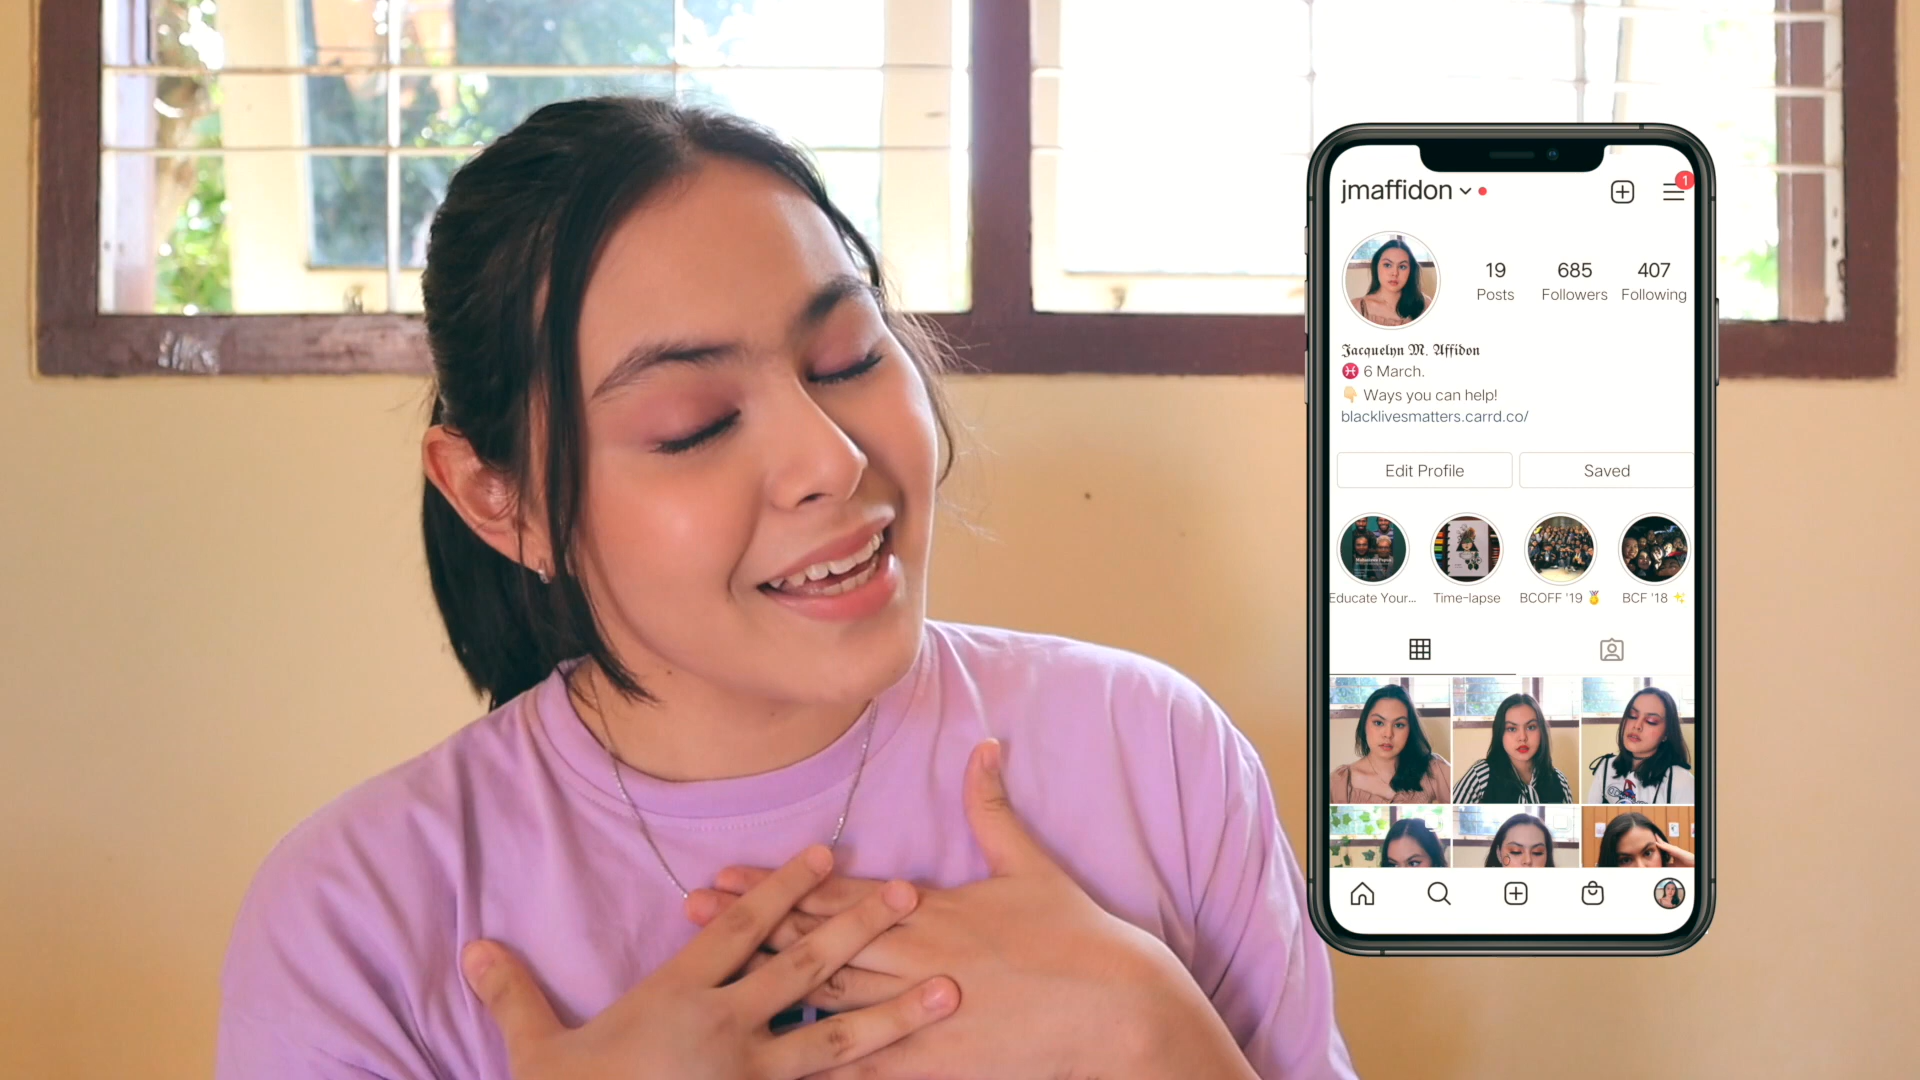 jmaffidon
1
19 685 407
Posts Followers Following
𝕵acquelyn M. Affidon
6 March.
Ways you can help!
blacklivesmatters.carrd.co/
Edit Profile Saved
Educate Your... Time-lapse BCOFF '19 BCF '18